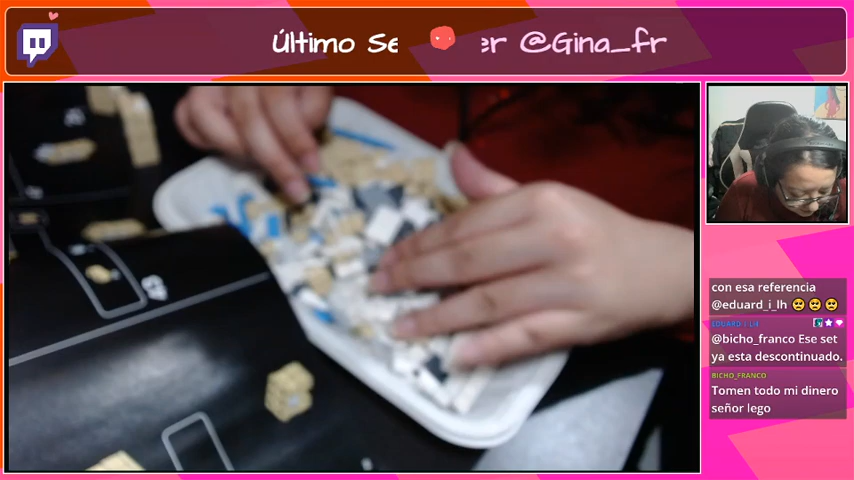 Último Se er @Gina_fr
con esa referencia
@eduard_i_lh 🥺🥺🥺
EDUARD_I_LH
@bicho_franco Ese set
ya esta descontinuado.
BICHO_FRANCO
Tomen todo mi dinero
señor lego